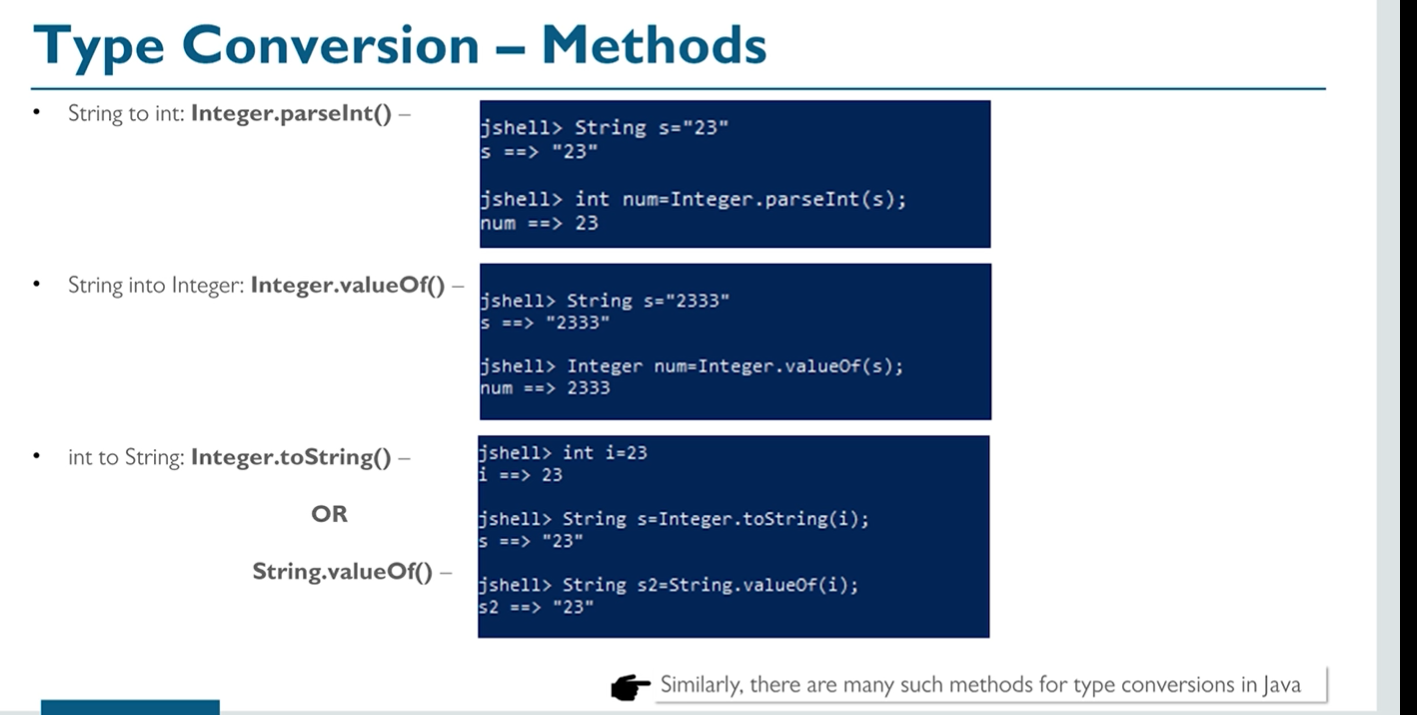 Type Conversion – Methods
• String to int: Integer.parseInt() –
jshell> String s="23"
s ==> "23"
jshell> int num=Integer.parseInt(s);
num ==> 23
• String into Integer: Integer.valueOf() –
jshell> String s="2333"
s ==> "2333"
jshell> Integer num=Integer.valueOf(s);
num ==> 2333
• int to String: Integer.toString() –
OR
String.valueOf() –
jshell> int i=23
i ==> 23
jshell> String s=Integer.toString(i);
s ==> "23"
jshell> String s2=String.valueOf(i);
s2 ==> "23"
Similarly, there are many such methods for type conversions in Java